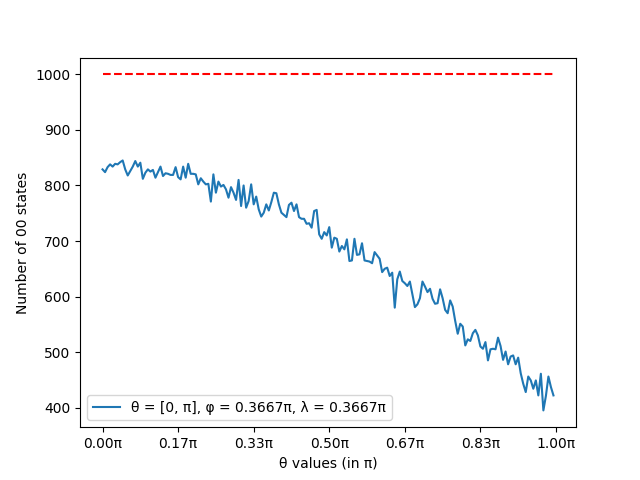 1000
900
800
700
600
500
400
Number of 00 states
θ = [0, π], φ = 0.3667π, λ = 0.3667π
0.00π 0.17π 0.33π 0.50π 0.67π 0.83π 1.00π
θ values (in π)